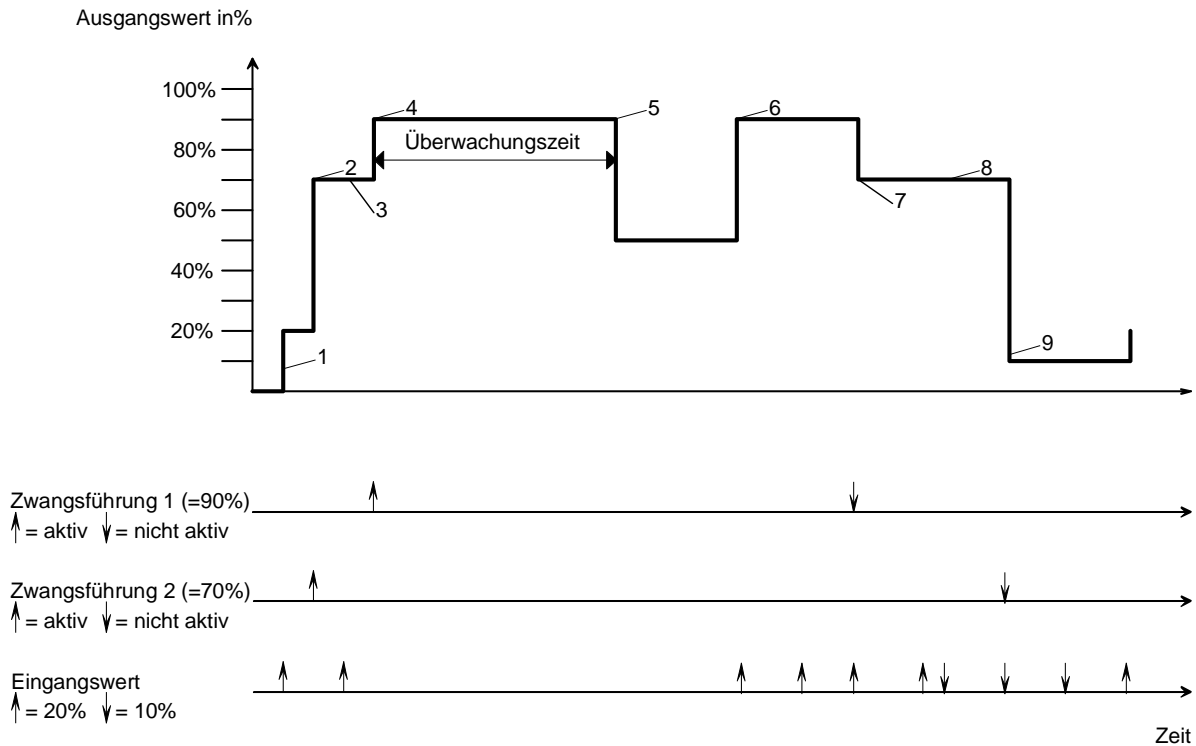 Ausgangswert in%
100%
80%
60%
40%
20%
1
2
3
4
5
6
7
8
9
Überwachungszeit
Zwangsführung 1 (=90%)
= aktiv = nicht aktiv
Zwangsführung 2 (=70%)
= aktiv = nicht aktiv
Eingangswert
= 20% = 10%
Zeit